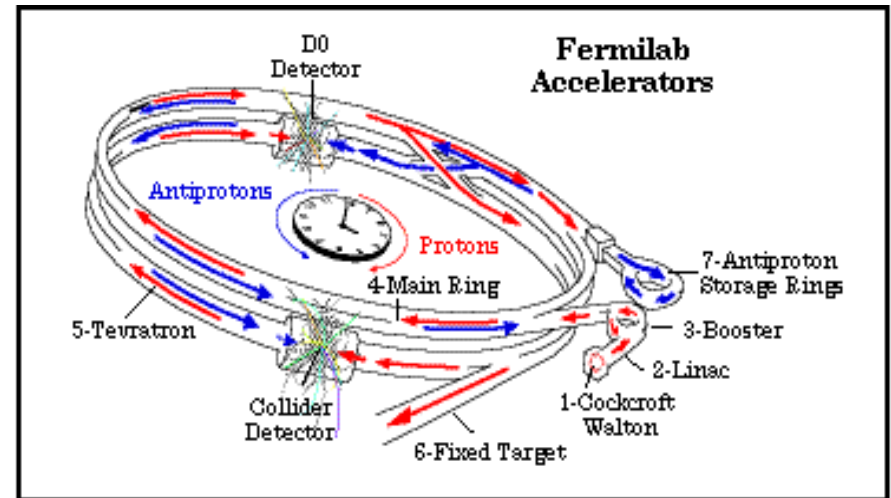 Fermilab
Accelerators
D0
Detector
Antiprotons
Protons
4-Main Ring
7-Antiproton
Storage Rings
5-Tevratron
3-Booster
2-Linac
1-Cockcroft
Walton
Collider
Detector
6-Fixed Target